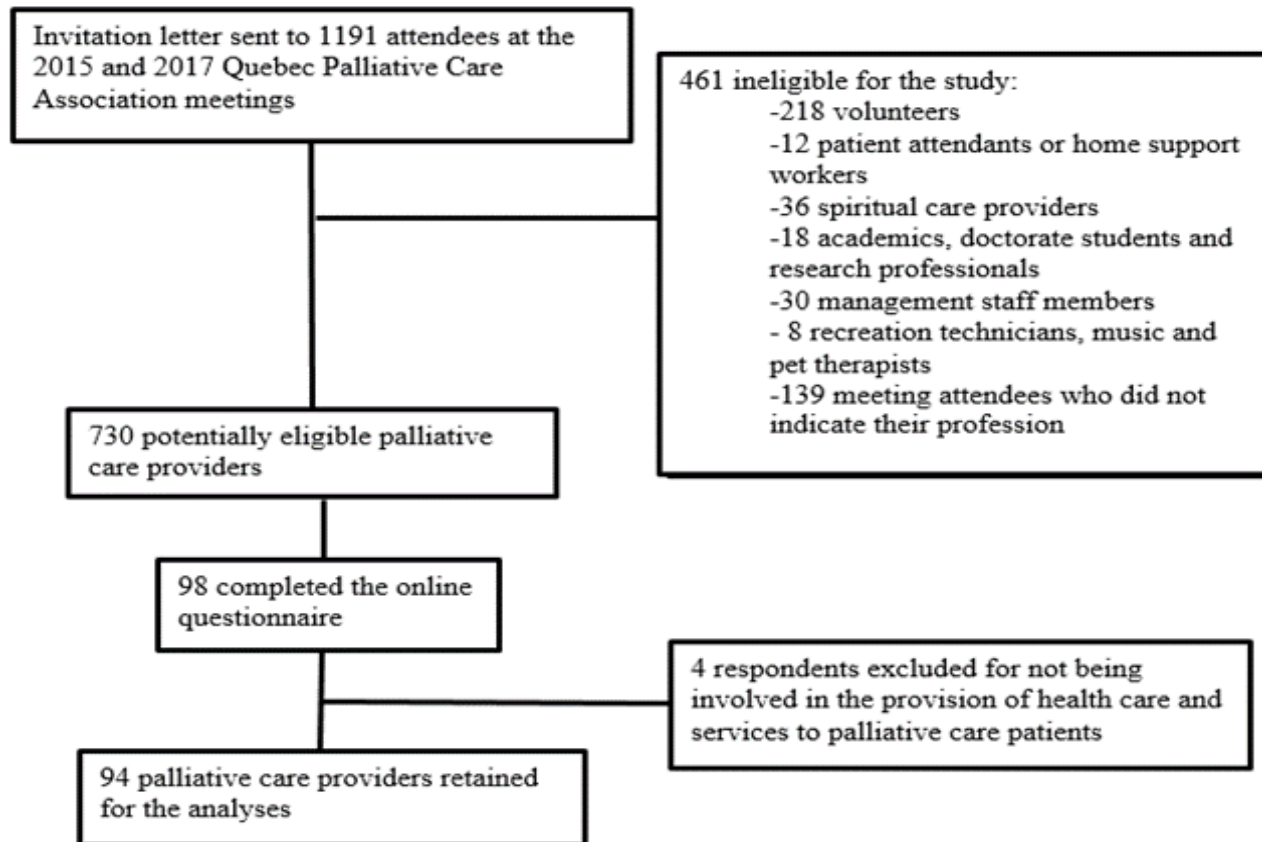 Invitation letter sent to 1191 attendees at the
2015 and 2017 Quebec Palliative Care
Association meetings
461 ineligible for the study:
-218 volunteers
-12 patient attendants or home support
workers
-36 spiritual care providers
-18 academics, doctorate students and
research professionals
-30 management staff members
- 8 recreation technicians, music and
pet therapists
-139 meeting attendees who did not
indicate their profession
730 potentially eligible palliative
care providers
98 completed the online
questionnaire
4 respondents excluded for not being
involved in the provision of health care and
services to palliative care patients
94 palliative care providers retained
for the analyses